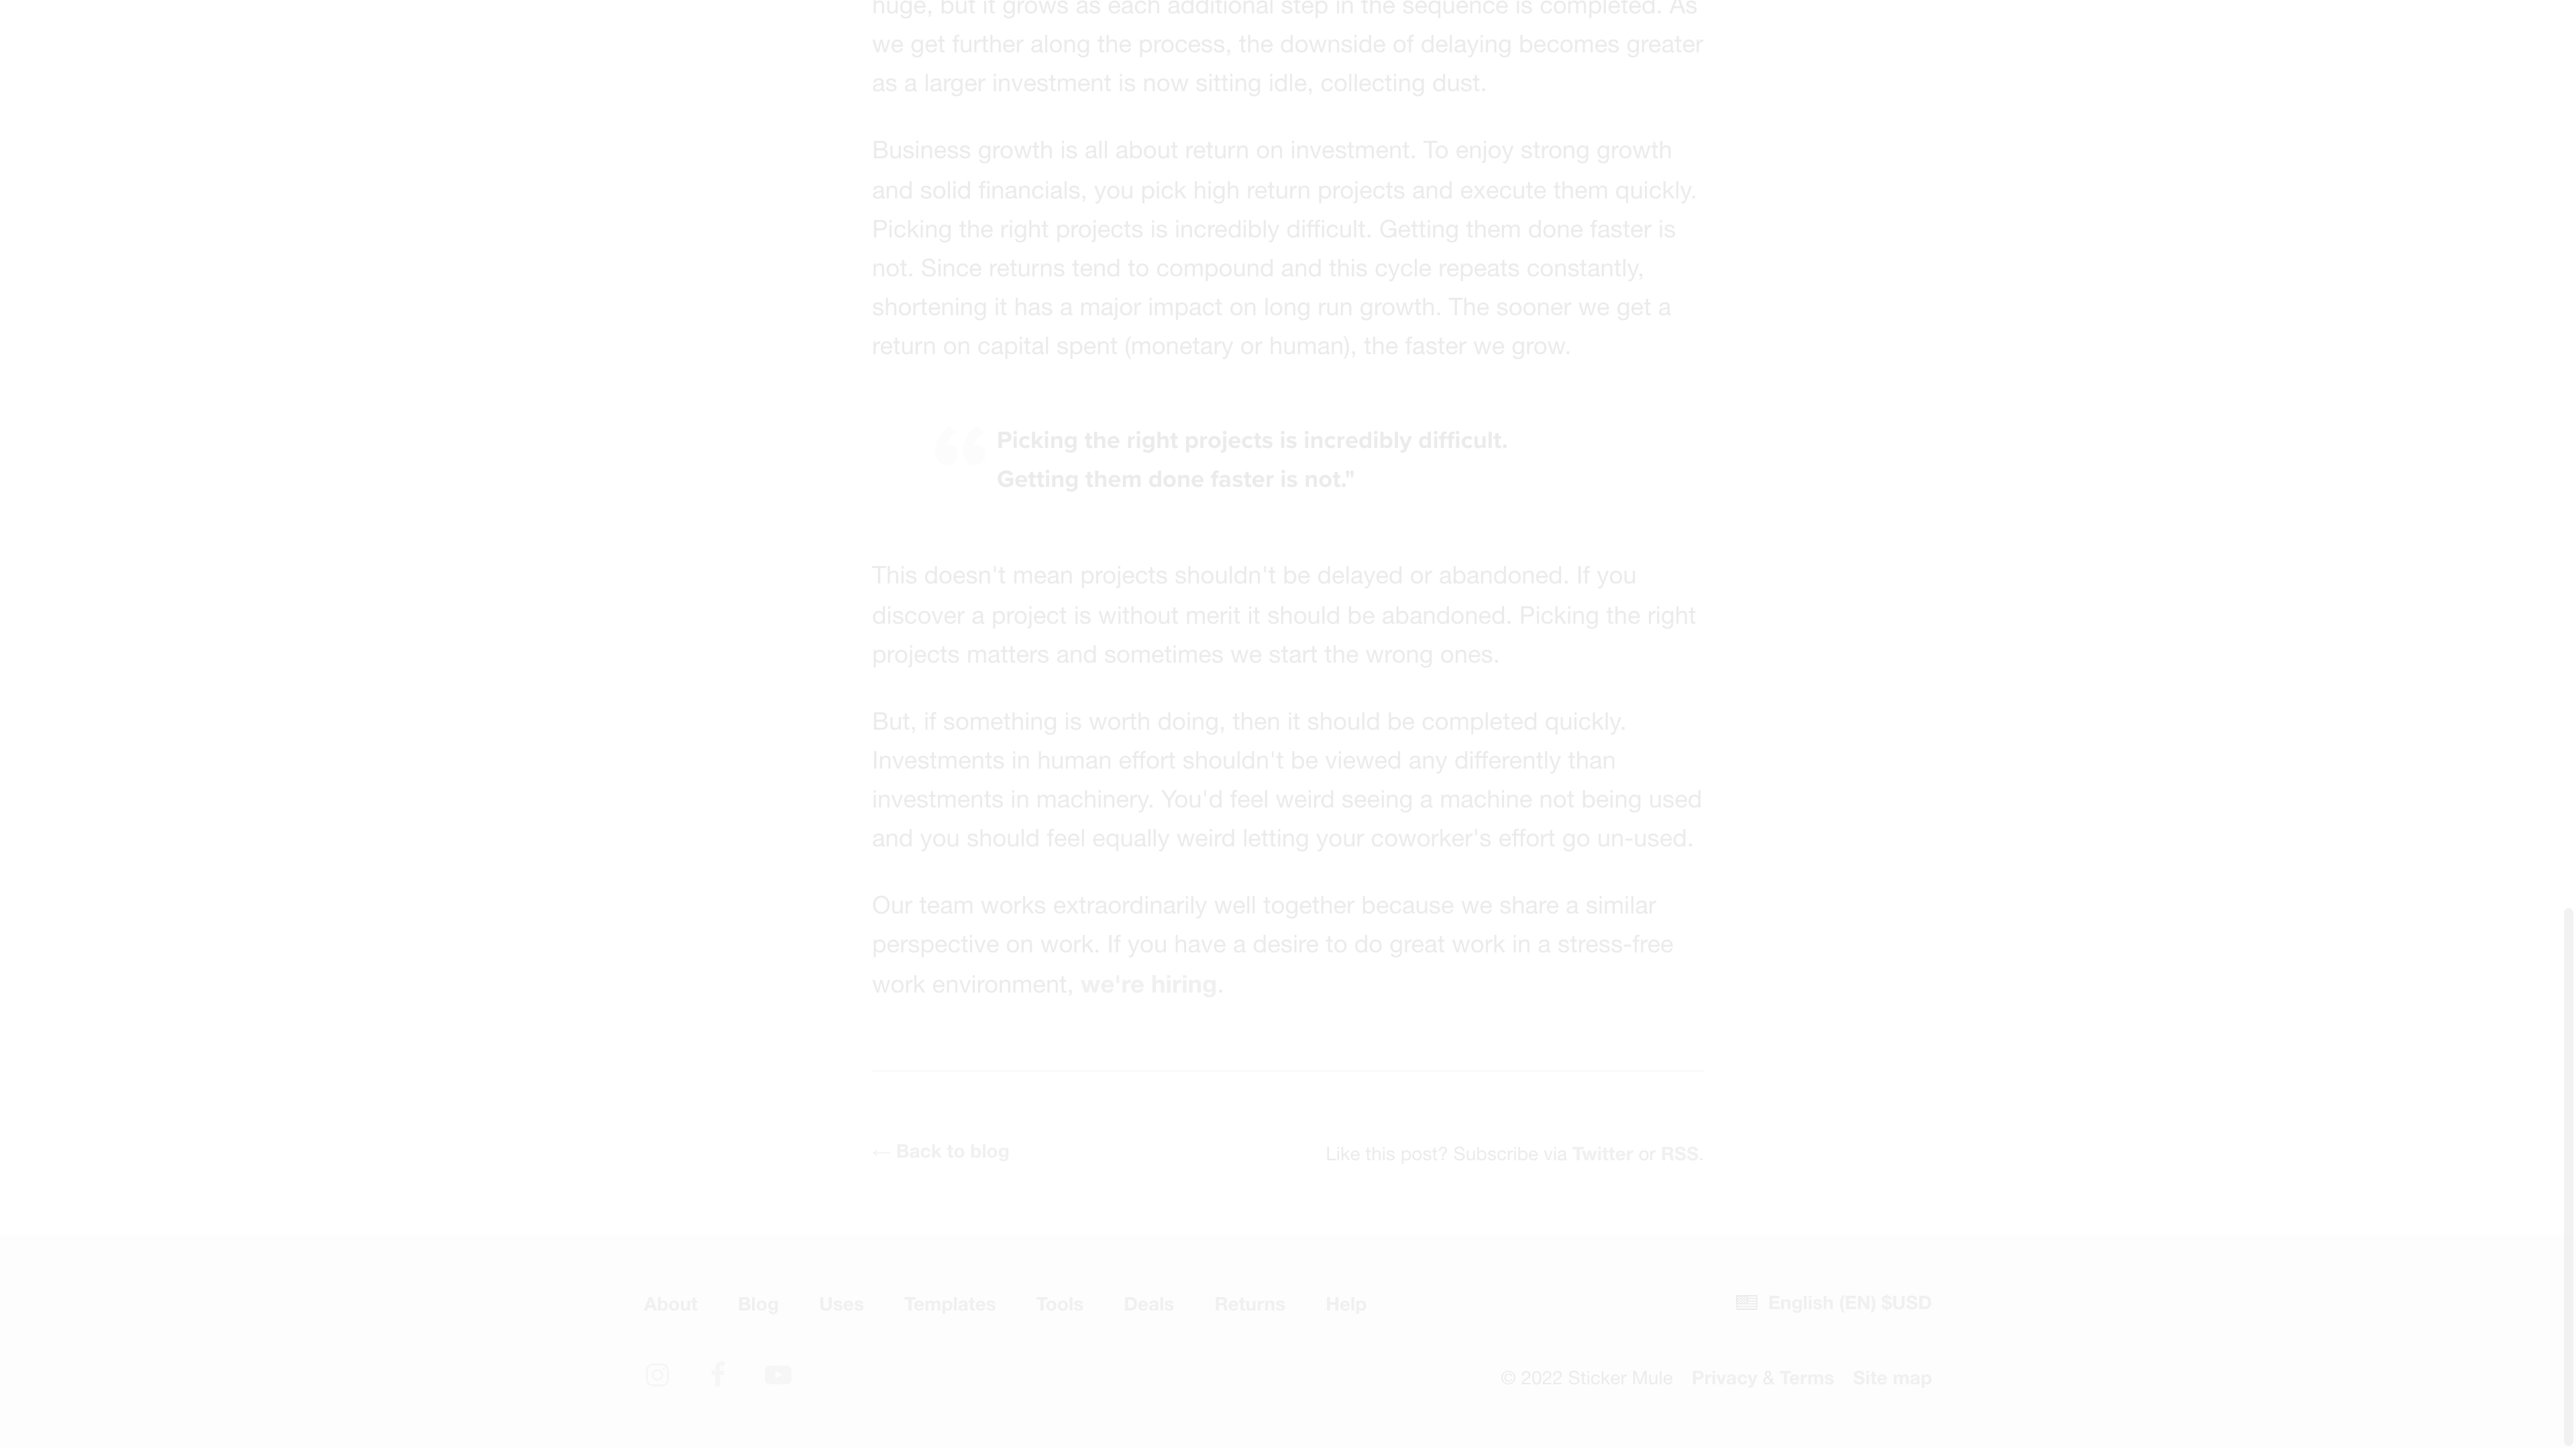 huge, but it grows as each additional step in the sequence is completed. As
we get further along the process, the downside of delaying becomes greater
as a larger investment is now sitting idle, collecting dust.
Business growth is all about return on investment. To enjoy strong growth
and solid financials, you pick high return projects and execute them quickly.
Picking the right projects is incredibly difficult. Getting them done faster is
not. Since returns tend to compound and this cycle repeats constantly,
shortening it has a major impact on long run growth. The sooner we get a
return on capital spent (monetary or human), the faster we grow.
“ Picking the right projects is incredibly difficult.
Getting them done faster is not."
This doesn't mean projects shouldn't be delayed or abandoned. If you
discover a project is without merit it should be abandoned. Picking the right
projects matters and sometimes we start the wrong ones.
But, if something is worth doing, then it should be completed quickly.
Investments in human effort shouldn't be viewed any differently than
investments in machinery. You'd feel weird seeing a machine not being used
and you should feel equally weird letting your coworker's effort go un-used.
Our team works extraordinarily well together because we share a similar
perspective on work. If you have a desire to do great work in a stress-free
work environment, we're hiring.
← Back to blog
Like this post? Subscribe via Twitter or RSS.
About Blog Uses Templates Tools Deals Returns Help
English (EN) $USD
© 2022 Sticker Mule Privacy & Terms Site map